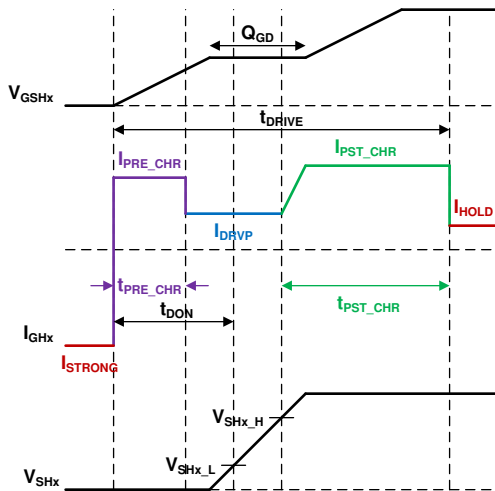 QGD
VGSHx
tDRIVE
IPRE_CHR
IPST_CHR
IHOLD
IDRVP
tPRE_CHR
tPST_CHR
tDON
IGHx
ISTRONG
VSHx_H
VSHx_L
VSHx